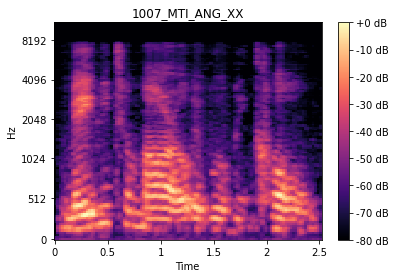 1007_MTI_ANG_XX
+0 dB
8192
-10 dB
4096
-20 dB
-30 dB
2048
Hz
-40 dB
1024
-50 dB
512
-60 dB
-70 dB
0
-80 dB
0 0.5 1 1.5 2 2.5
Time